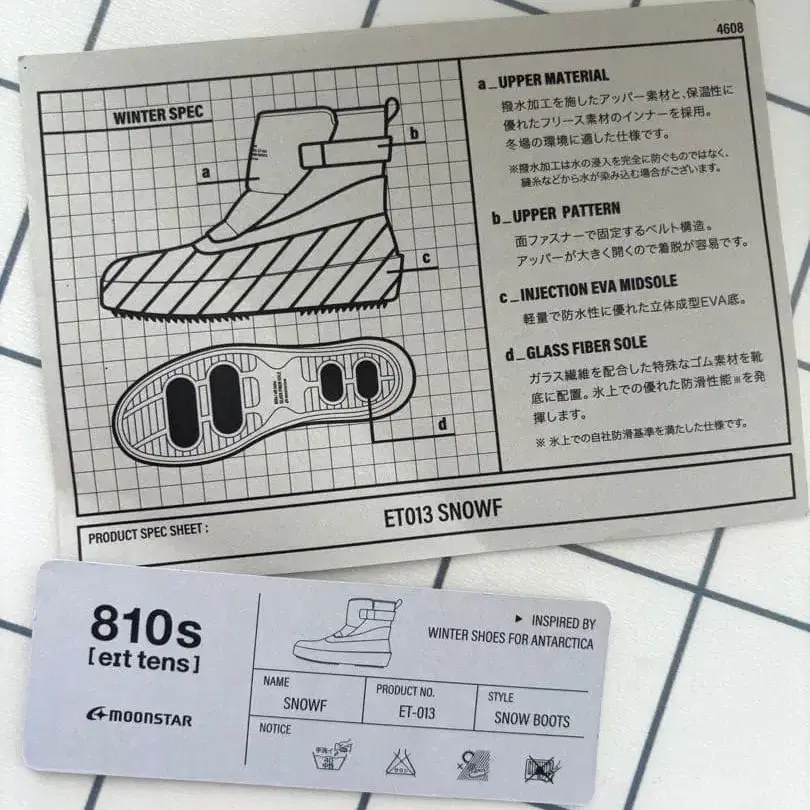 4608
WINTER SPEC
a
b
c
d
a_UPPER MATERIAL
撥水加工を施したアッパー素材と、保温性に
優れたフリース素材のインナーを採用。
冬場の環境に適した仕様です。
※撥水加工は水の浸入を完全に防ぐものではなく、
縫糸などから水が染み込む場合がございます。
b_UPPER PATTERN
面ファスナーで固定するベルト構造。
アッパーが大きく開くので着脱が容易です。
c_INJECTION EVA MIDSOLE
軽量で防水性に優れた立体成型EVA底。
d_GLASS FIBER SOLE
ガラス繊維を配合した特殊なゴム素材を靴
底に配置。氷上での優れた防滑性能※を発
揮します。
※ 氷上での自社防滑基準を満たした仕様です。
PRODUCT SPEC SHEET :
ET013 SNOWF
810s
[eɪt tens]
MOONSTAR
▶ INSPIRED BY
WINTER SHOES FOR ANTARCTICA
NAME
SNOWF
PRODUCT NO.
ET-013
STYLE
SNOW BOOTS
NOTICE